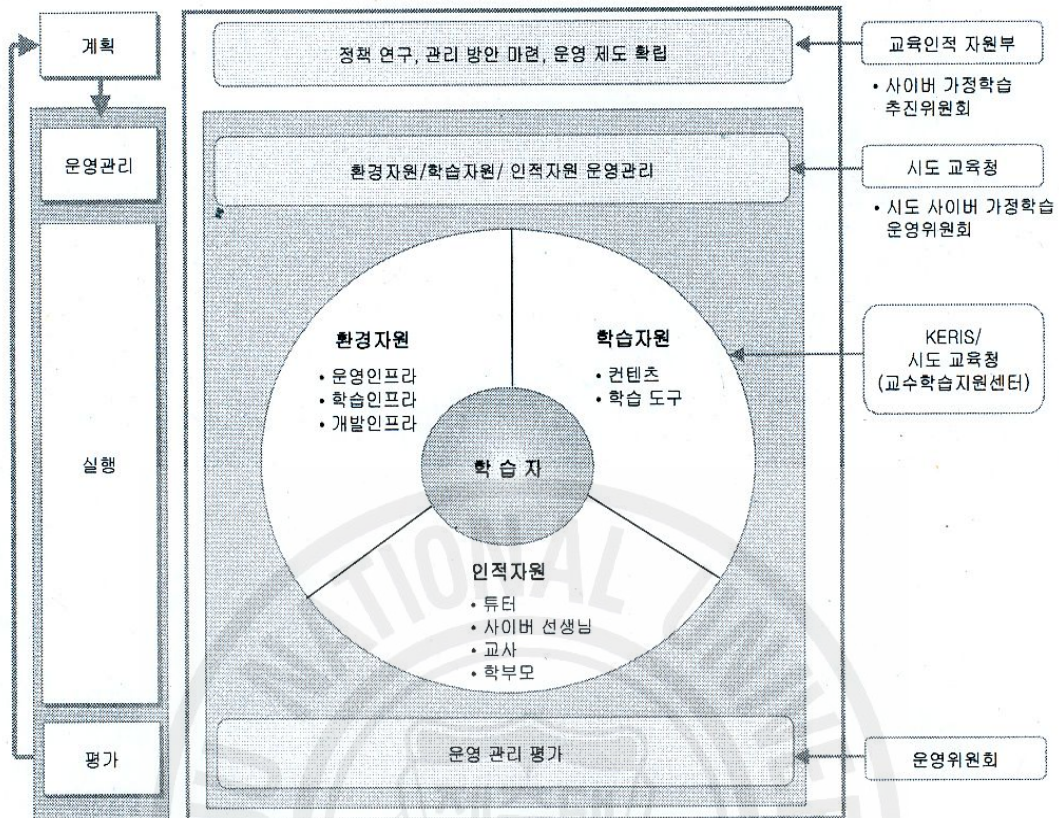 계획
정책 연구, 관리 방안 마련, 운영 제도 확립
교육인적 자원부
• 사이버 가정학습
추진위원회
운영관리
환경자원/학습자원/ 인적자원 운영관리
시도 교육청
• 시도 사이버 가정학습
운영위원회
실행
환경자원
• 운영인프라
• 학습인프라
• 개발인프라
학습자원
• 컨텐츠
• 학습 도구
KERIS/
시도 교육청
(교수학습지원센터)
학 습 자
인적자원
• 튜터
• 사이버 선생님
• 교사
• 학부모
평가
운영 관리 평가
운영위원회
NATIONAL